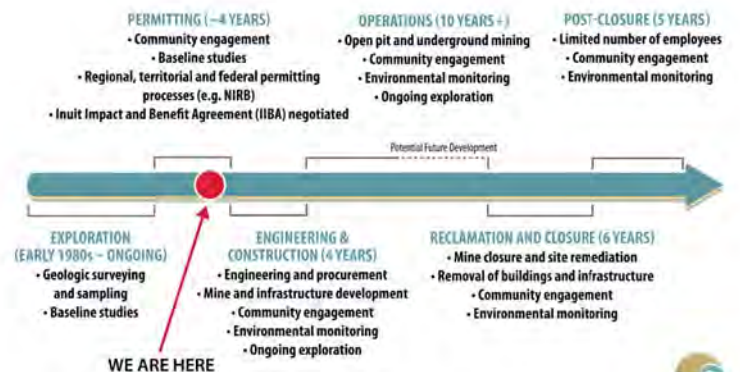 PERMITTING (~4 YEARS)
• Community engagement
• Baseline studies
• Regional, territorial and federal permitting
processes (e.g. NIRB)
• Inuit Impact and Benefit Agreement (IIBA) negotiated
OPERATIONS (10 YEARS+)
• Open pit and underground mining
• Community engagement
• Environmental monitoring
• Ongoing exploration
POST-CLOSURE (5 YEARS)
• Limited number of employees
• Community engagement
• Environmental monitoring
Potential Future Development
EXPLORATION
(EARLY 1980s – ONGOING)
• Geologic surveying
and sampling
• Baseline studies
ENGINEERING &
CONSTRUCTION (4 YEARS)
• Engineering and procurement
• Mine and infrastructure development
• Community engagement
• Environmental monitoring
• Ongoing exploration
RECLAMATION AND CLOSURE (6 YEARS)
• Mine closure and site remediation
• Removal of buildings and infrastructure
• Community engagement
• Environmental monitoring
WE ARE HERE